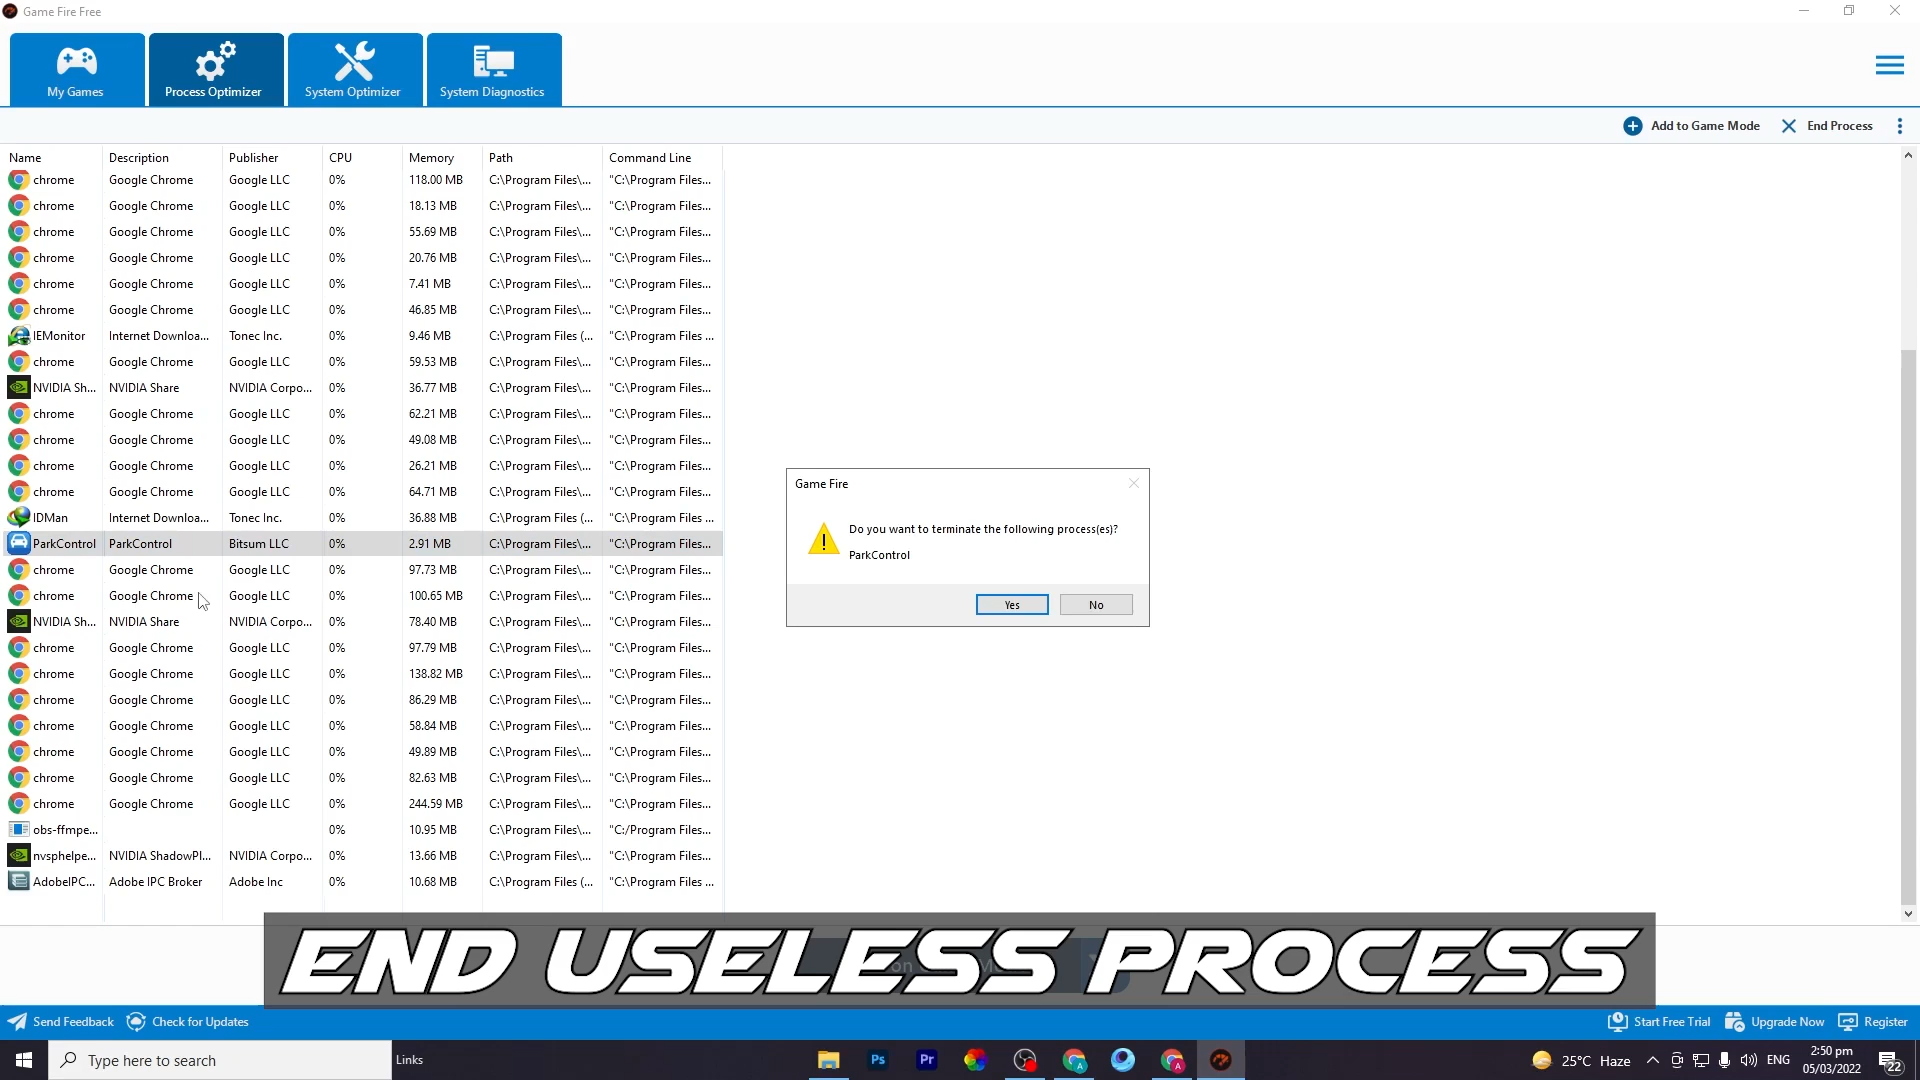 Game Fire Free
My Games
Process Optimizer
System Optimizer
System Diagnostics
Add to Game Mode
End Process
Name Description Publisher CPU Memory Path Command Line
chrome Google Chrome Google LLC 0% 118.00 MB C:\Program Files\... "C:\Program Files...
chrome Google Chrome Google LLC 0% 18.13 MB C:\Program Files\... "C:\Program Files...
chrome Google Chrome Google LLC 0% 55.69 MB C:\Program Files\... "C:\Program Files...
chrome Google Chrome Google LLC 0% 20.76 MB C:\Program Files\... "C:\Program Files...
chrome Google Chrome Google LLC 0% 7.41 MB C:\Program Files\... "C:\Program Files...
chrome Google Chrome Google LLC 0% 46.85 MB C:\Program Files\... "C:\Program Files...
IEMonitor Internet Downloa... Tonec Inc. 0% 9.46 MB C:\Program Files (... "C:\Program Files ...
chrome Google Chrome Google LLC 0% 59.53 MB C:\Program Files\... "C:\Program Files...
NVIDIA Sh... NVIDIA Share NVIDIA Corpo... 0% 36.77 MB C:\Program Files\... "C:\Program Files...
chrome Google Chrome Google LLC 0% 62.21 MB C:\Program Files\... "C:\Program Files...
chrome Google Chrome Google LLC 0% 49.08 MB C:\Program Files\... "C:\Program Files...
chrome Google Chrome Google LLC 0% 26.21 MB C:\Program Files\... "C:\Program Files...
chrome Google Chrome Google LLC 0% 64.71 MB C:\Program Files\... "C:\Program Files...
IDMan Internet Downloa... Tonec Inc. 0% 36.88 MB C:\Program Files (... "C:\Program Files ...
ParkControl ParkControl Bitsum LLC 0% 2.91 MB C:\Program Files\... "C:\Program Files...
chrome Google Chrome Google LLC 0% 97.73 MB C:\Program Files\... "C:\Program Files...
chrome Google Chrome Google LLC 0% 100.65 MB C:\Program Files\... "C:\Program Files...
NVIDIA Sh... NVIDIA Share NVIDIA Corpo... 0% 78.40 MB C:\Program Files\... "C:\Program Files...
chrome Google Chrome Google LLC 0% 97.79 MB C:\Program Files\... "C:\Program Files...
chrome Google Chrome Google LLC 0% 138.82 MB C:\Program Files\... "C:\Program Files...
chrome Google Chrome Google LLC 0% 86.29 MB C:\Program Files\... "C:\Program Files...
chrome Google Chrome Google LLC 0% 58.84 MB C:\Program Files\... "C:\Program Files...
chrome Google Chrome Google LLC 0% 49.89 MB C:\Program Files\... "C:\Program Files...
chrome Google Chrome Google LLC 0% 82.63 MB C:\Program Files\... "C:\Program Files...
chrome Google Chrome Google LLC 0% 244.59 MB C:\Program Files\... "C:\Program Files...
obs-ffmpe... 0% 10.95 MB C:\Program Files\... "C:/Program Files...
nvsphelpe... NVIDIA ShadowPl... NVIDIA Corpo... 0% 13.66 MB C:\Program Files\... "C:\Program Files...
AdobeIPC... Adobe IPC Broker Adobe Inc 0% 10.68 MB C:\Program Files (... "C:\Program Files ...
Game Fire
Do you want to terminate the following process(es)?
ParkControl
Yes
No
END USELESS PROCESS
Send Feedback
Check for Updates
Start Free Trial
Upgrade Now
Register
Type here to search
Links
Ps
Pr
A
A
25°C Haze
ENG
2:50 pm
05/03/2022
22